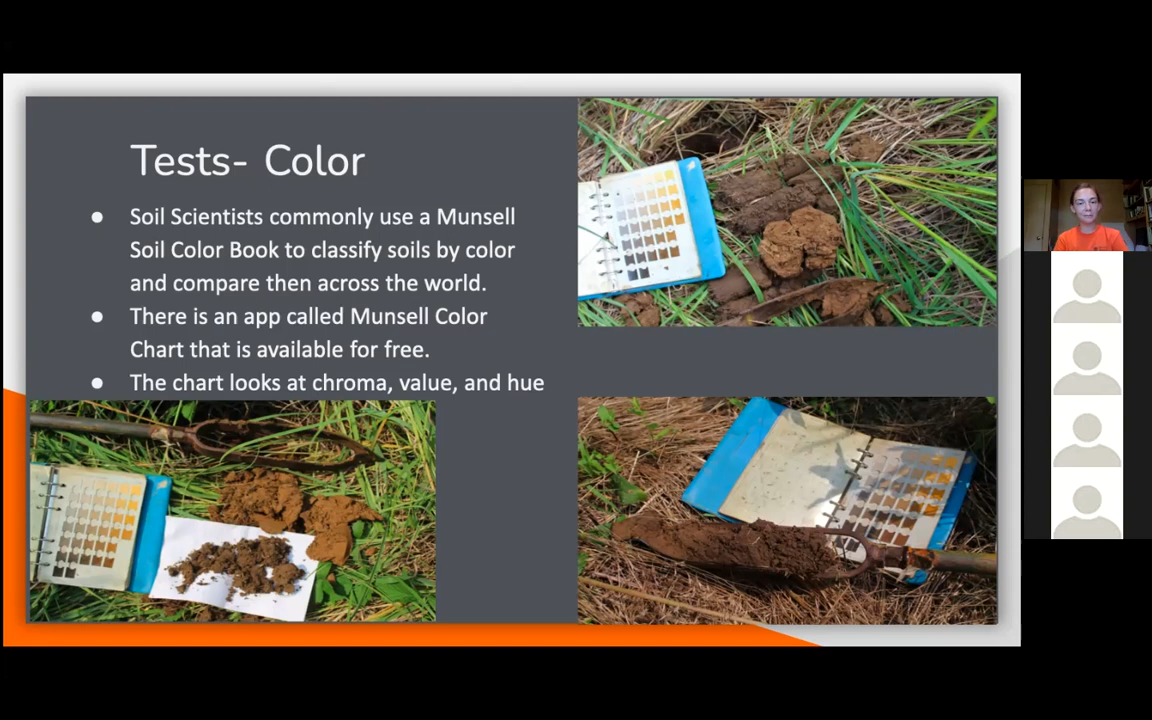 Tests- Color
● Soil Scientists commonly use a Munsell
Soil Color Book to classify soils by color
and compare then across the world.
● There is an app called Munsell Color
Chart that is available for free.
● The chart looks at chroma, value, and hue